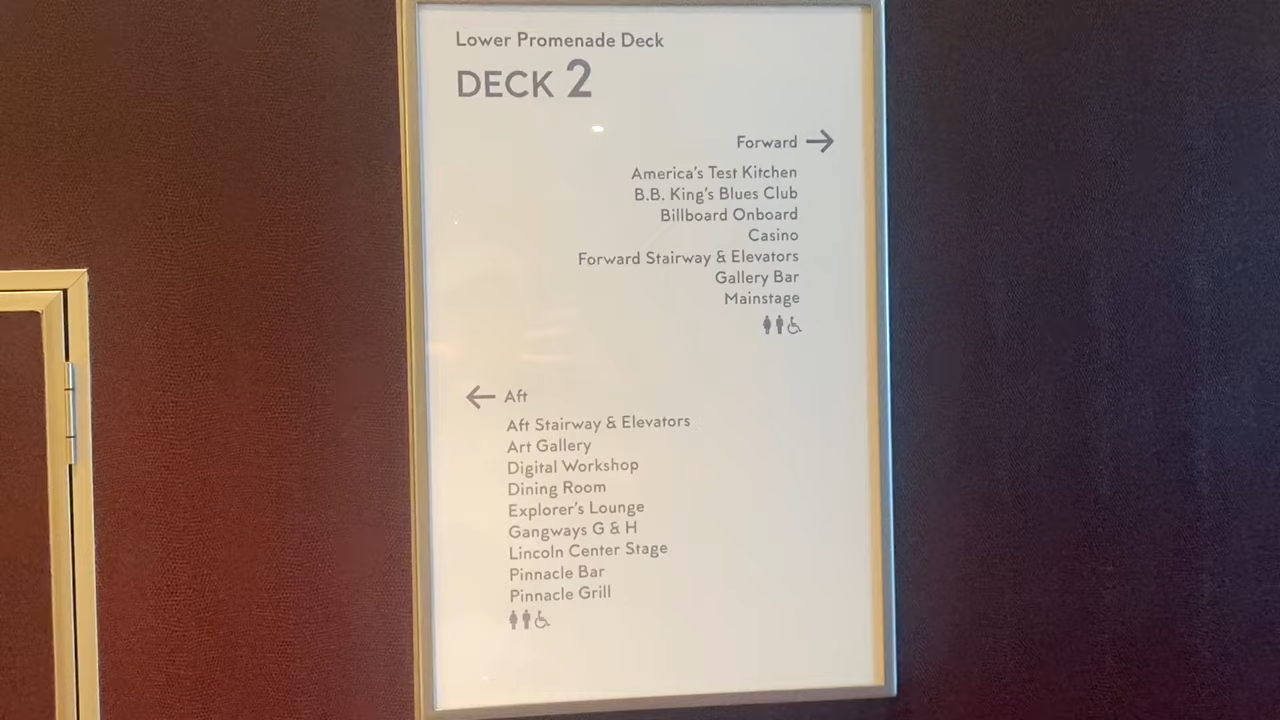 Lower Promenade Deck
DECK 2
Forward →
America's Test Kitchen
B.B. King's Blues Club
Billboard Onboard
Casino
Forward Stairway & Elevators
Gallery Bar
Mainstage
← Aft
Aft Stairway & Elevators
Art Gallery
Digital Workshop
Dining Room
Explorer's Lounge
Gangways G & H
Lincoln Center Stage
Pinnacle Bar
Pinnacle Grill